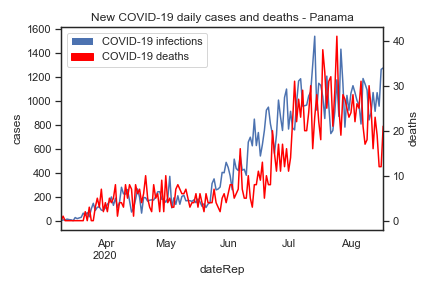 New COVID-19 daily cases and deaths - Panama
COVID-19 infections
COVID-19 deaths
cases
1600
1400
1200
1000
800
600
400
200
0
deaths
40
30
20
10
0
Apr
2020
May
Jun
Jul
Aug
dateRep